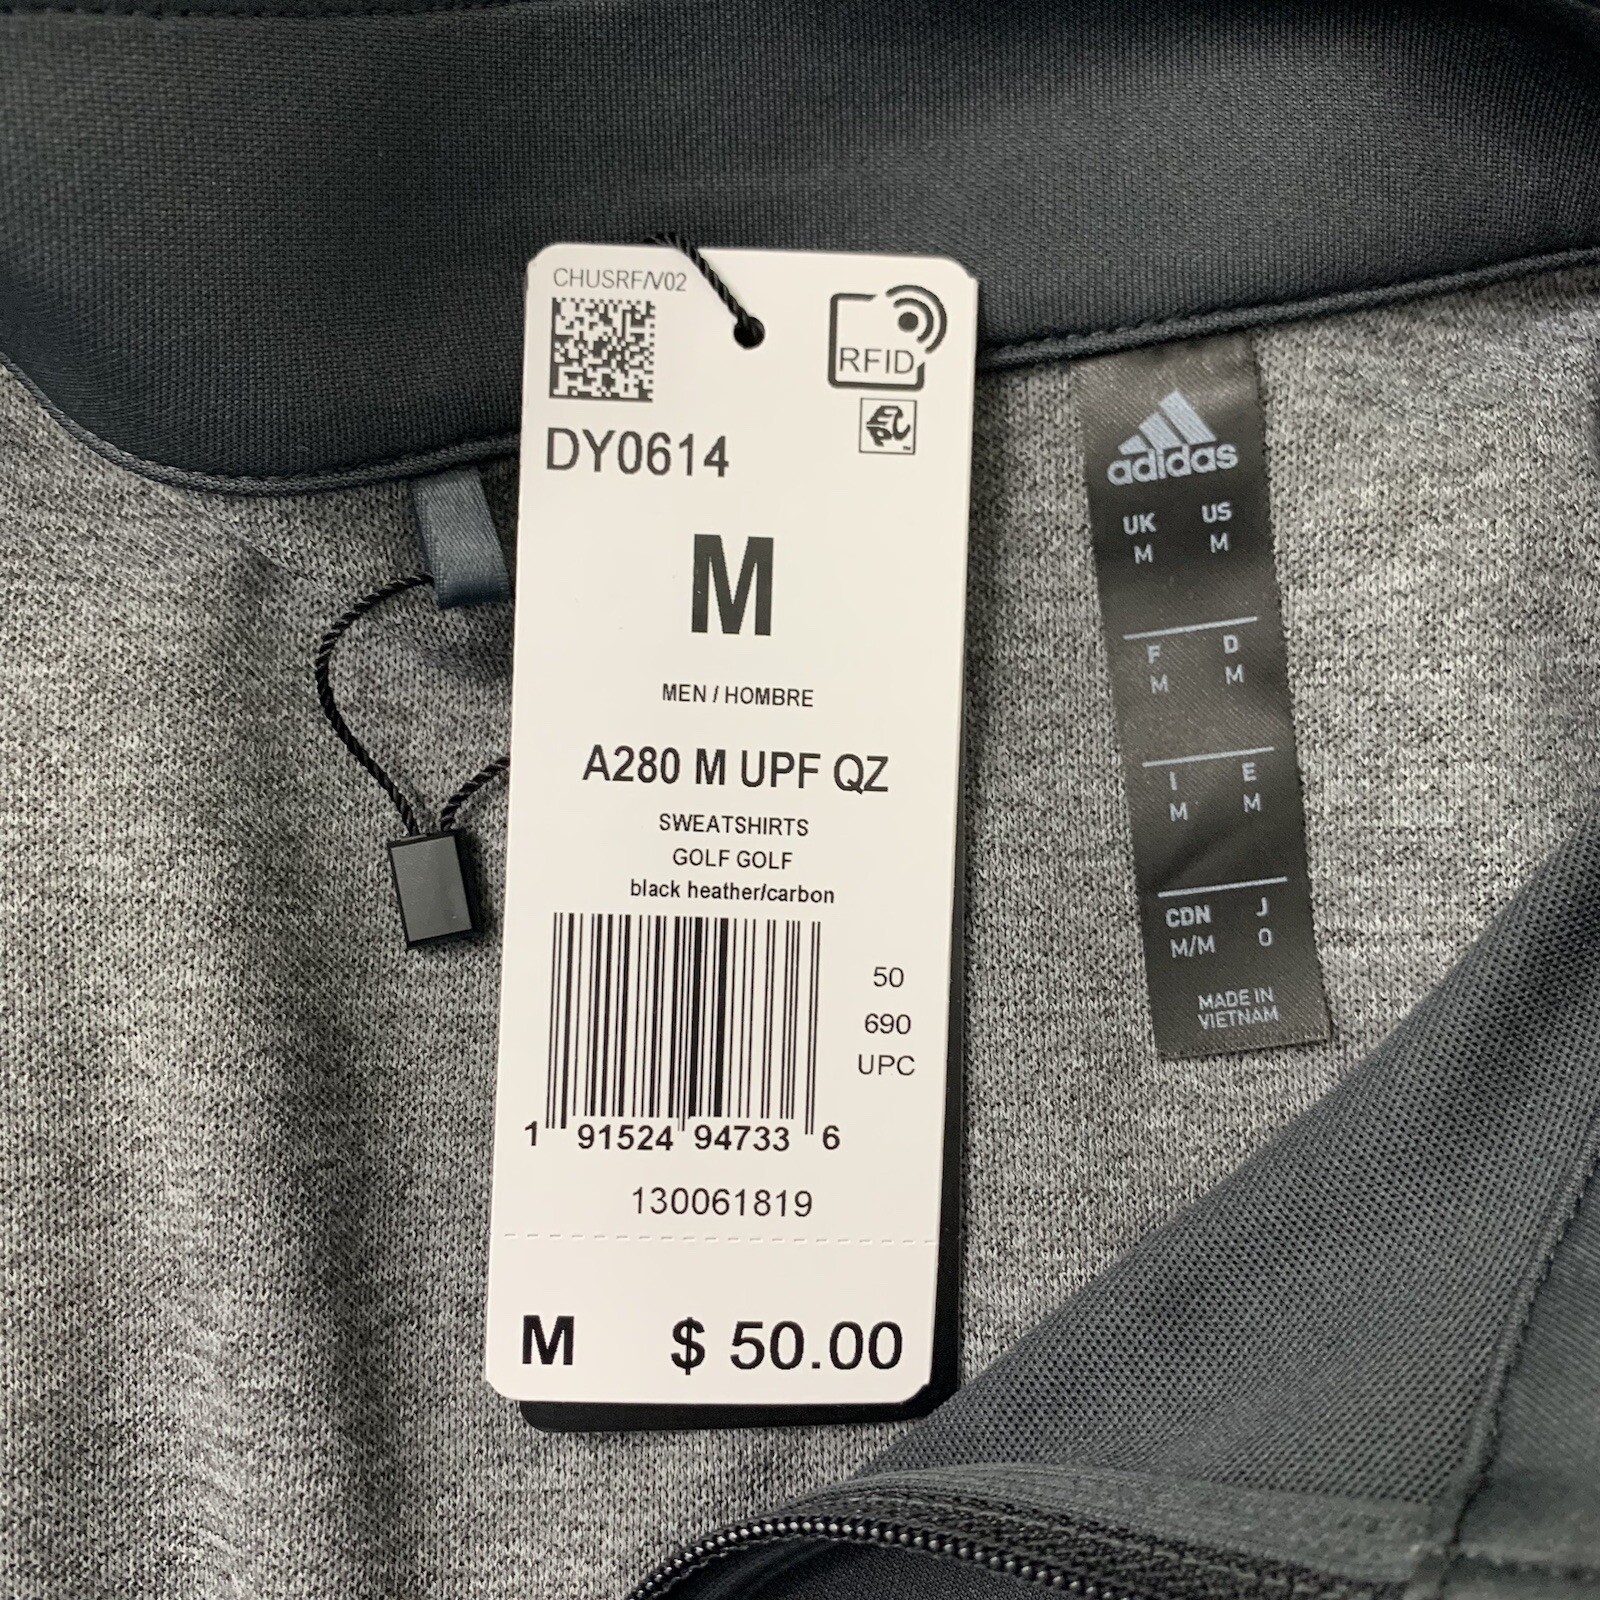 CHUSRF/V02
RFID
EPC
DY0614
M
MEN / HOMBRE
A280 M UPF QZ
SWEATSHIRTS
GOLF GOLF
black heather/carbon
50
690
UPC
1 91524 94733 6
130061819
M $ 50.00
adidas
UK US
M M
F D
M M
I E
M M
CDN J
M/M O
MADE IN
VIETNAM